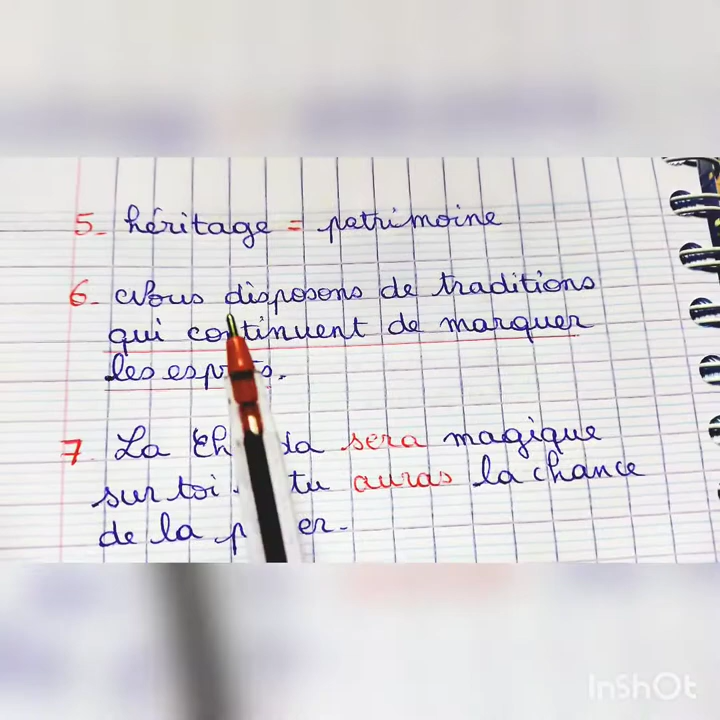 5- héritage = patrimoine
6- Nous disposons de traditions
qui continuent de marquer
les
7 La sera magique
sur toi tu auras la chance
de la
InShOt